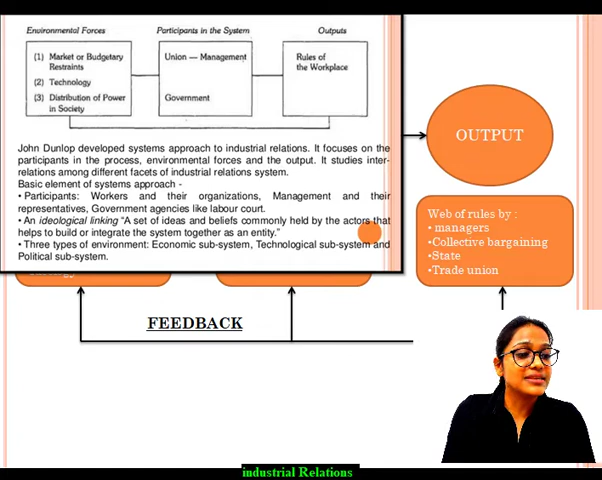 Environmental Forces
Participants in the System
Outputs
(1) Market or Budgetary
Restraints
(2) Technology
(3) Distribution of Power
in Society
Union — Management
Government
Rules of
the Workplace
John Dunlop developed systems approach to industrial relations. It focuses on the
participants in the process, environmental forces and the output. It studies inter-
relations among different facets of industrial relations system.
Basic element of systems approach -
• Participants: Workers and their organizations, Management and their
representatives, Government agencies like labour court.
• An ideological linking “A set of ideas and beliefs commonly held by the actors that
helps to build or integrate the system together as an entity.”
• Three types of environment: Economic sub-system, Technological sub-system and
Political sub-system.
OUTPUT
Web of rules by :
• managers
•Collective bargaining
•State
•Trade union
FEEDBACK
industrial Relations